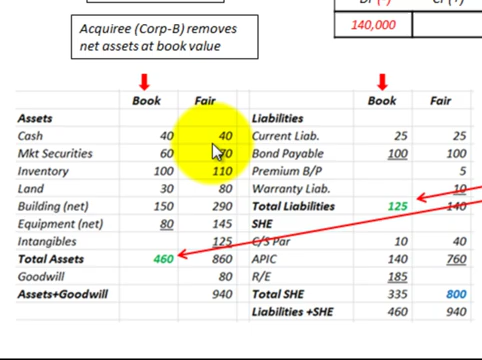 Acquiree (Corp-B) removes
net assets at book value
140,000
Book Fair Book Fair
Assets Liabilities
Cash 40 40 Current Liab. 25 25
Mkt Securities 60 70 Bond Payable 100 100
Inventory 100 110 Premium B/P 5
Land 30 80 Warranty Liab. 10
Building (net) 150 290 Total Liabilities 125 140
Equipment (net) 80 145 SHE
Intangibles 125 C/S Par 10 40
Total Assets 460 860 APIC 140 760
Goodwill 80 R/E 185
Assets+Goodwill 940 Total SHE 335 800
Liabilities +SHE 460 940